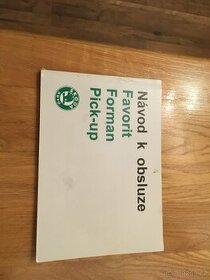 Návod k obsluze
Favorit
Forman
Pick-up